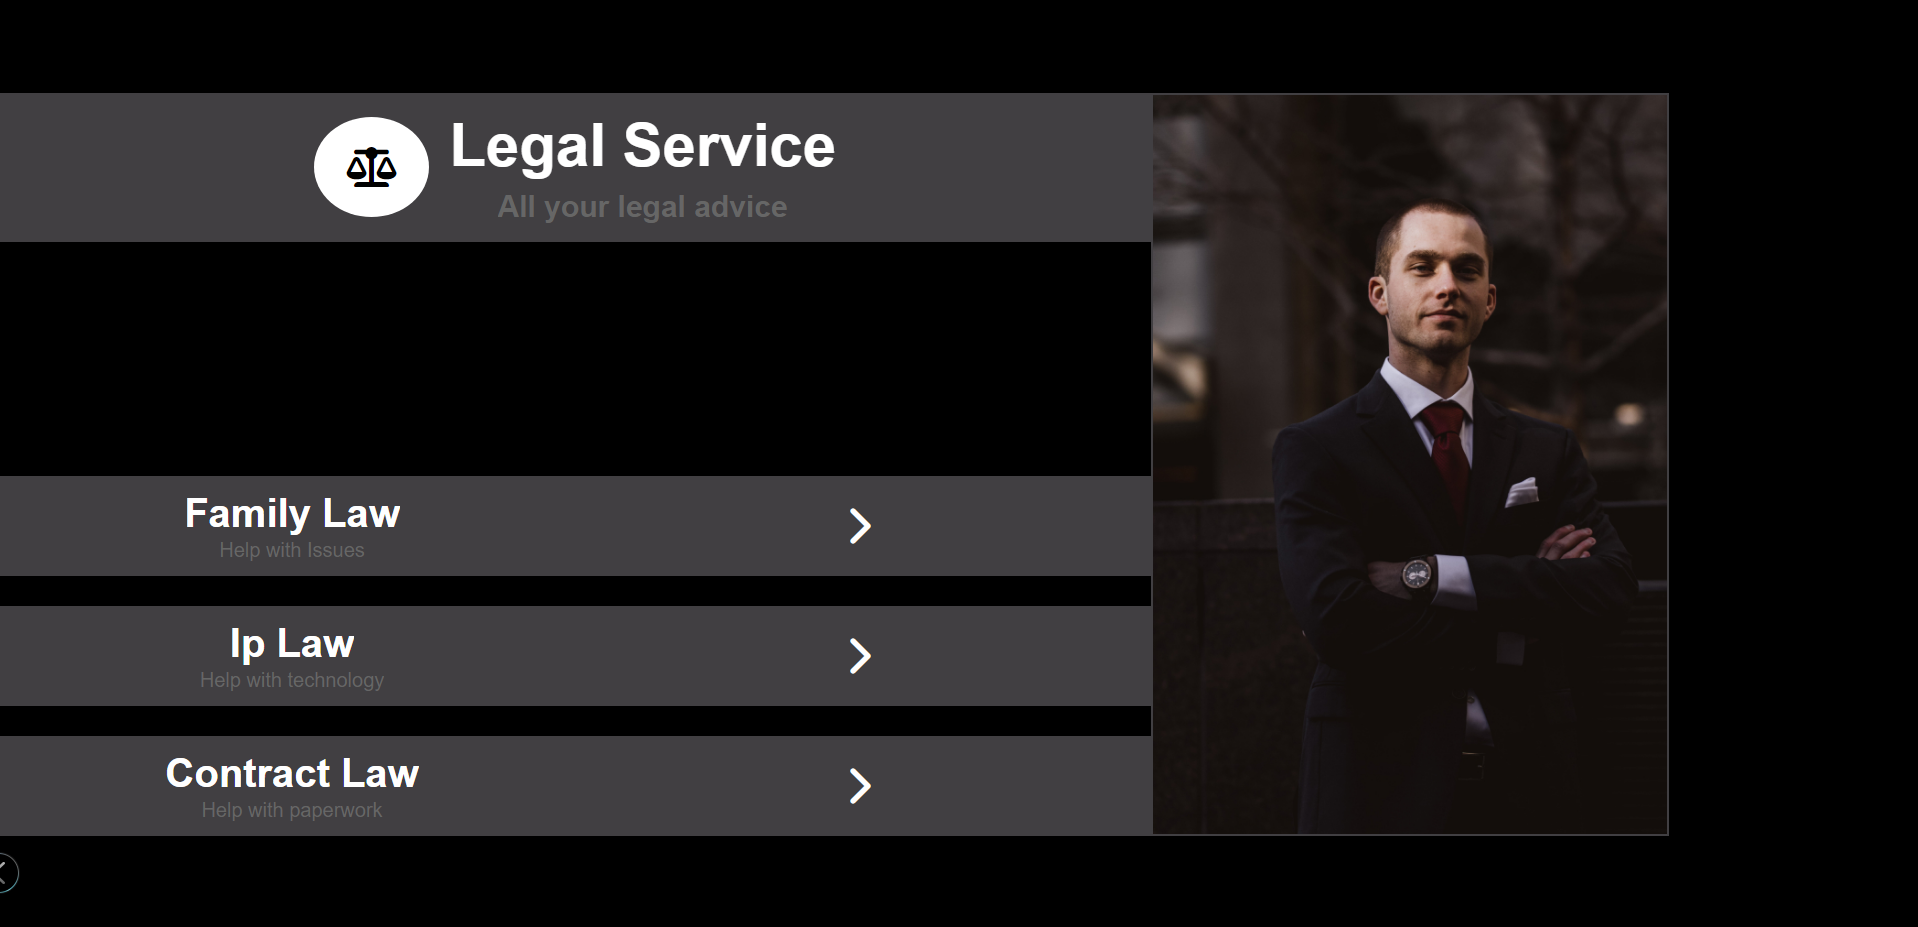 Legal Service
All your legal advice
Family Law
Help with Issues
Ip Law
Help with technology
Contract Law
Help with paperwork